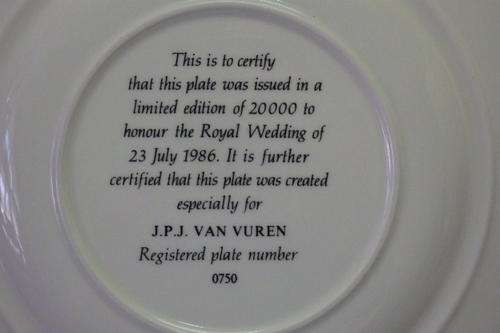 This is to certify
that this plate was issued in a
limited edition of 20000 to
honour the Royal Wedding of
23 July 1986. It is further
certified that this plate was created
especially for
J.P.J. VAN VUREN
Registered plate number
0750